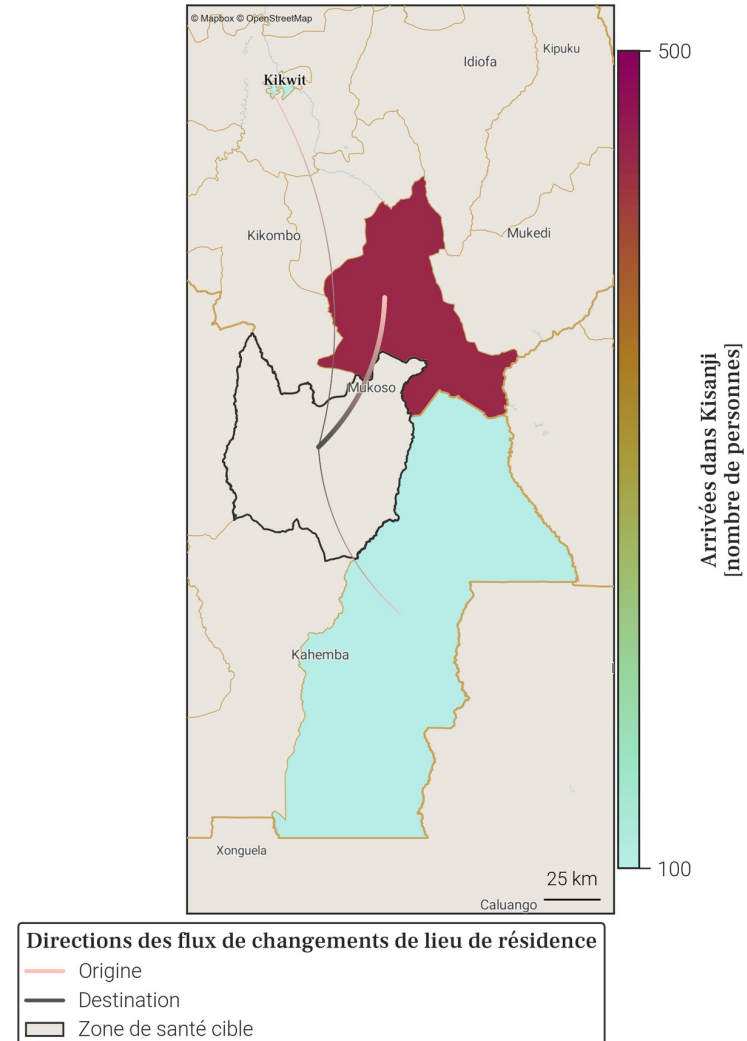 © Mapbox © OpenStreetMap
Kipuku
Idiofa
Kikwit
Kikombo
Mukedi
Mukoso
Kahemba
Xonguela
25 km
Caluango
500
Arrivées dans Kisanji
[nombre de personnes]
100
Directions des flux de changements de lieu de résidence
Origine
Destination
Zone de santé cible